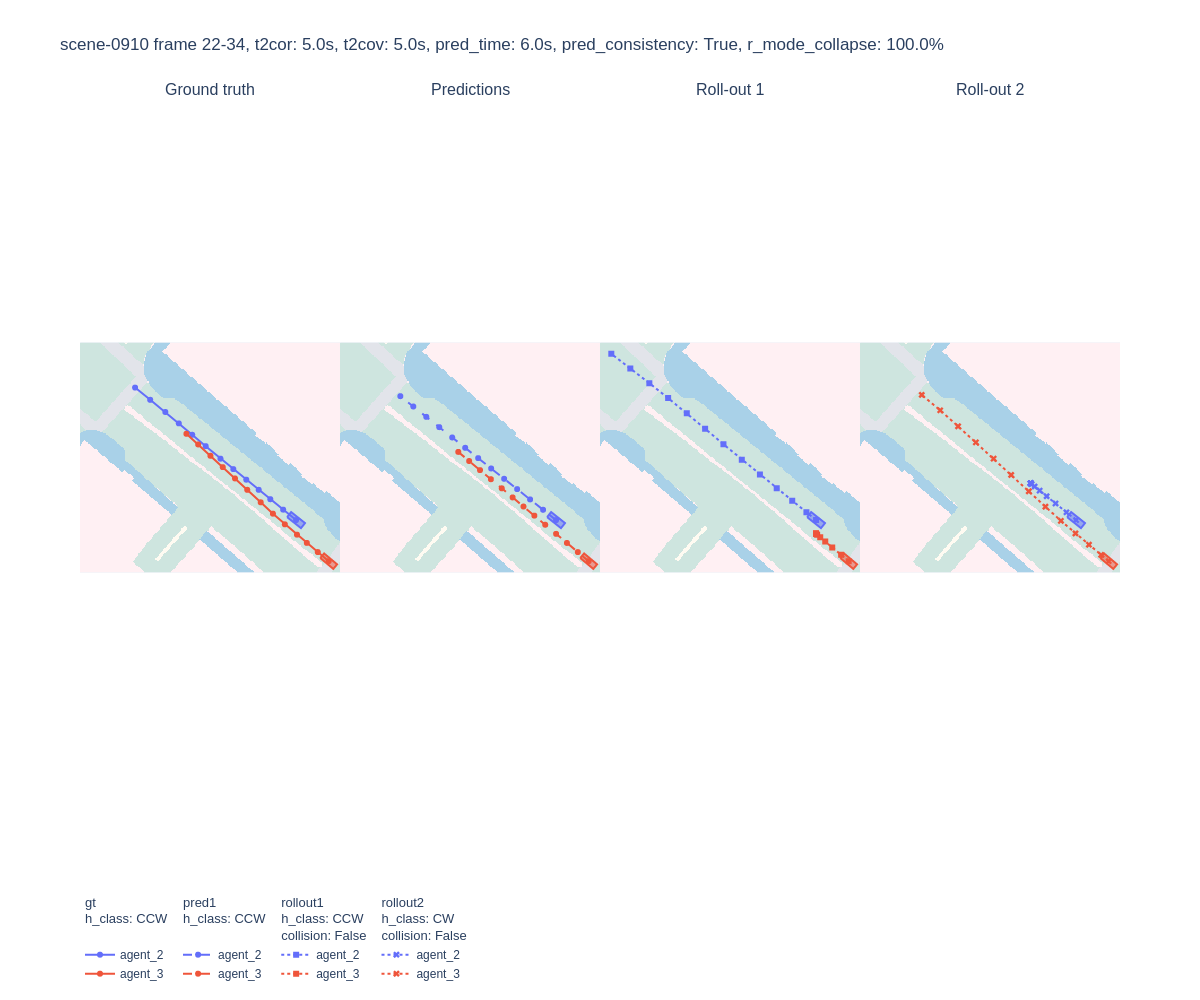 scene-0910 frame 22-34, t2cor: 5.0s, t2cov: 5.0s, pred_time: 6.0s, pred_consistency: True, r_mode_collapse: 100.0%
Ground truth
Predictions
Roll-out 1
Roll-out 2
gt
h_class: CCW
agent_2
agent_3
pred1
h_class: CCW
agent_2
agent_3
rollout1
h_class: CCW
collision: False
agent_2
agent_3
rollout2
h_class: CW
collision: False
agent_2
agent_3